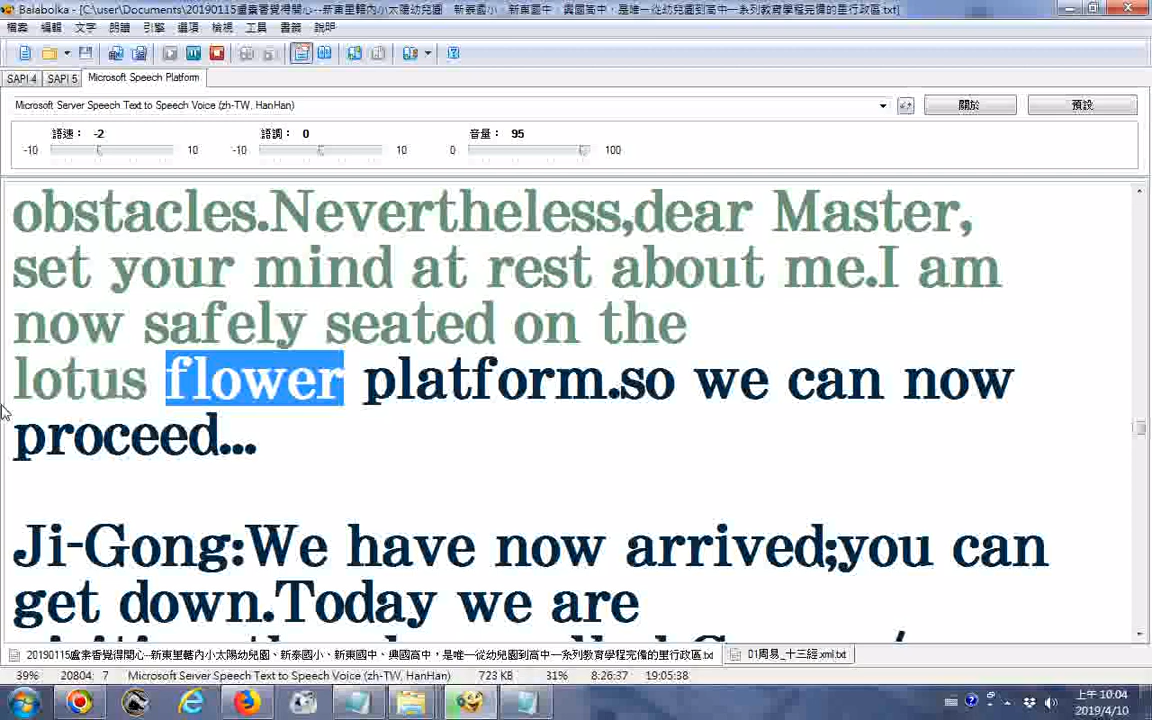 Balabolka - [C:\user\Documents\20190115盧棗香覺得開心--新東里轄內小太陽幼兒園、新泰國小、新東國中、興國高中，是唯一從幼兒園到高中一系列教育學程完備的里行政區.txt]
檔案 編輯 文字 朗讀 引擎 選項 檢視 工具 書籤 說明
SAPI 4 SAPI 5 Microsoft Speech Platform
Microsoft Server Speech Text to Speech Voice (zh-TW, HanHan) 關於 預設
語速： -2 語調： 0 音量： 95
-10 10 -10 10 0 100
obstacles.Nevertheless,dear Master,
set your mind at rest about me.I am
now safely seated on the
lotus flower platform.so we can now
proceed...
Ji-Gong:We have now arrived;you can
get down.Today we are
20190115盧棗香覺得開心--新東里轄內小太陽幼兒園、新泰國小、新東國中、興國高中，是唯一從幼兒園到高中一系列教育學程完備的里行政區.txt 01周易_十三經.xml.txt
39% 20804: 7 Microsoft Server Speech Text to Speech Voice (zh-TW, HanHan) 723 KB 31% 8:26:37 19:05:38
上午 10:04
2019/4/10